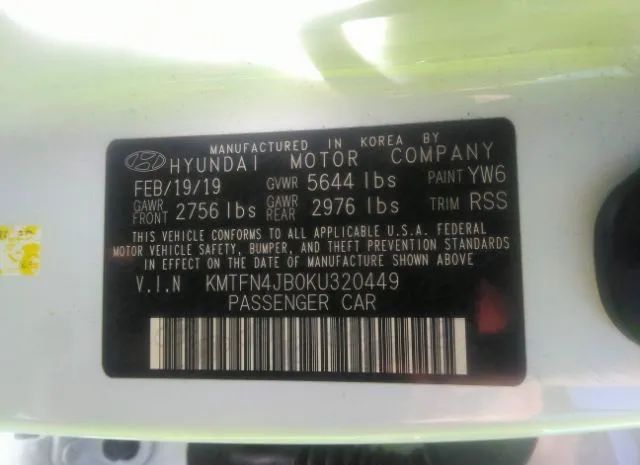 MANUFACTURED IN KOREA BY
HYUNDAI MOTOR COMPANY
FEB/19/19 GVWR 5644 lbs PAINT YW6
GAWR FRONT 2756 lbs GAWR REAR 2976 lbs TRIM RSS
THIS VEHICLE CONFORMS TO ALL APPLICABLE U.S.A. FEDERAL
MOTOR VEHICLE SAFETY, BUMPER, AND THEFT PREVENTION STANDARDS
IN EFFECT ON THE DATE OF MANUFACTURE SHOWN ABOVE.
V.I.N KMTFN4JB0KU320449
PASSENGER CAR